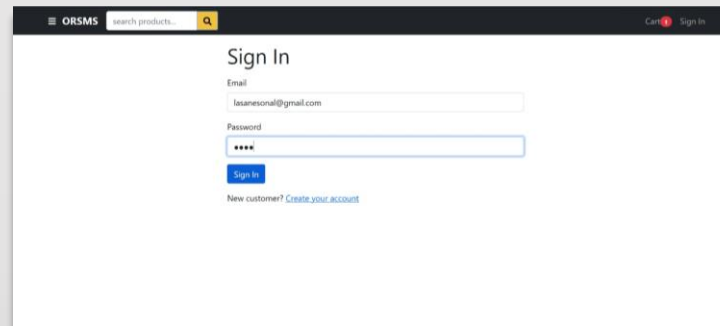 ORSMS search products... Cart 1 Sign In
Sign In
Email
lasanesonal@gmail.com
Password
••••
Sign In
New customer? Create your account